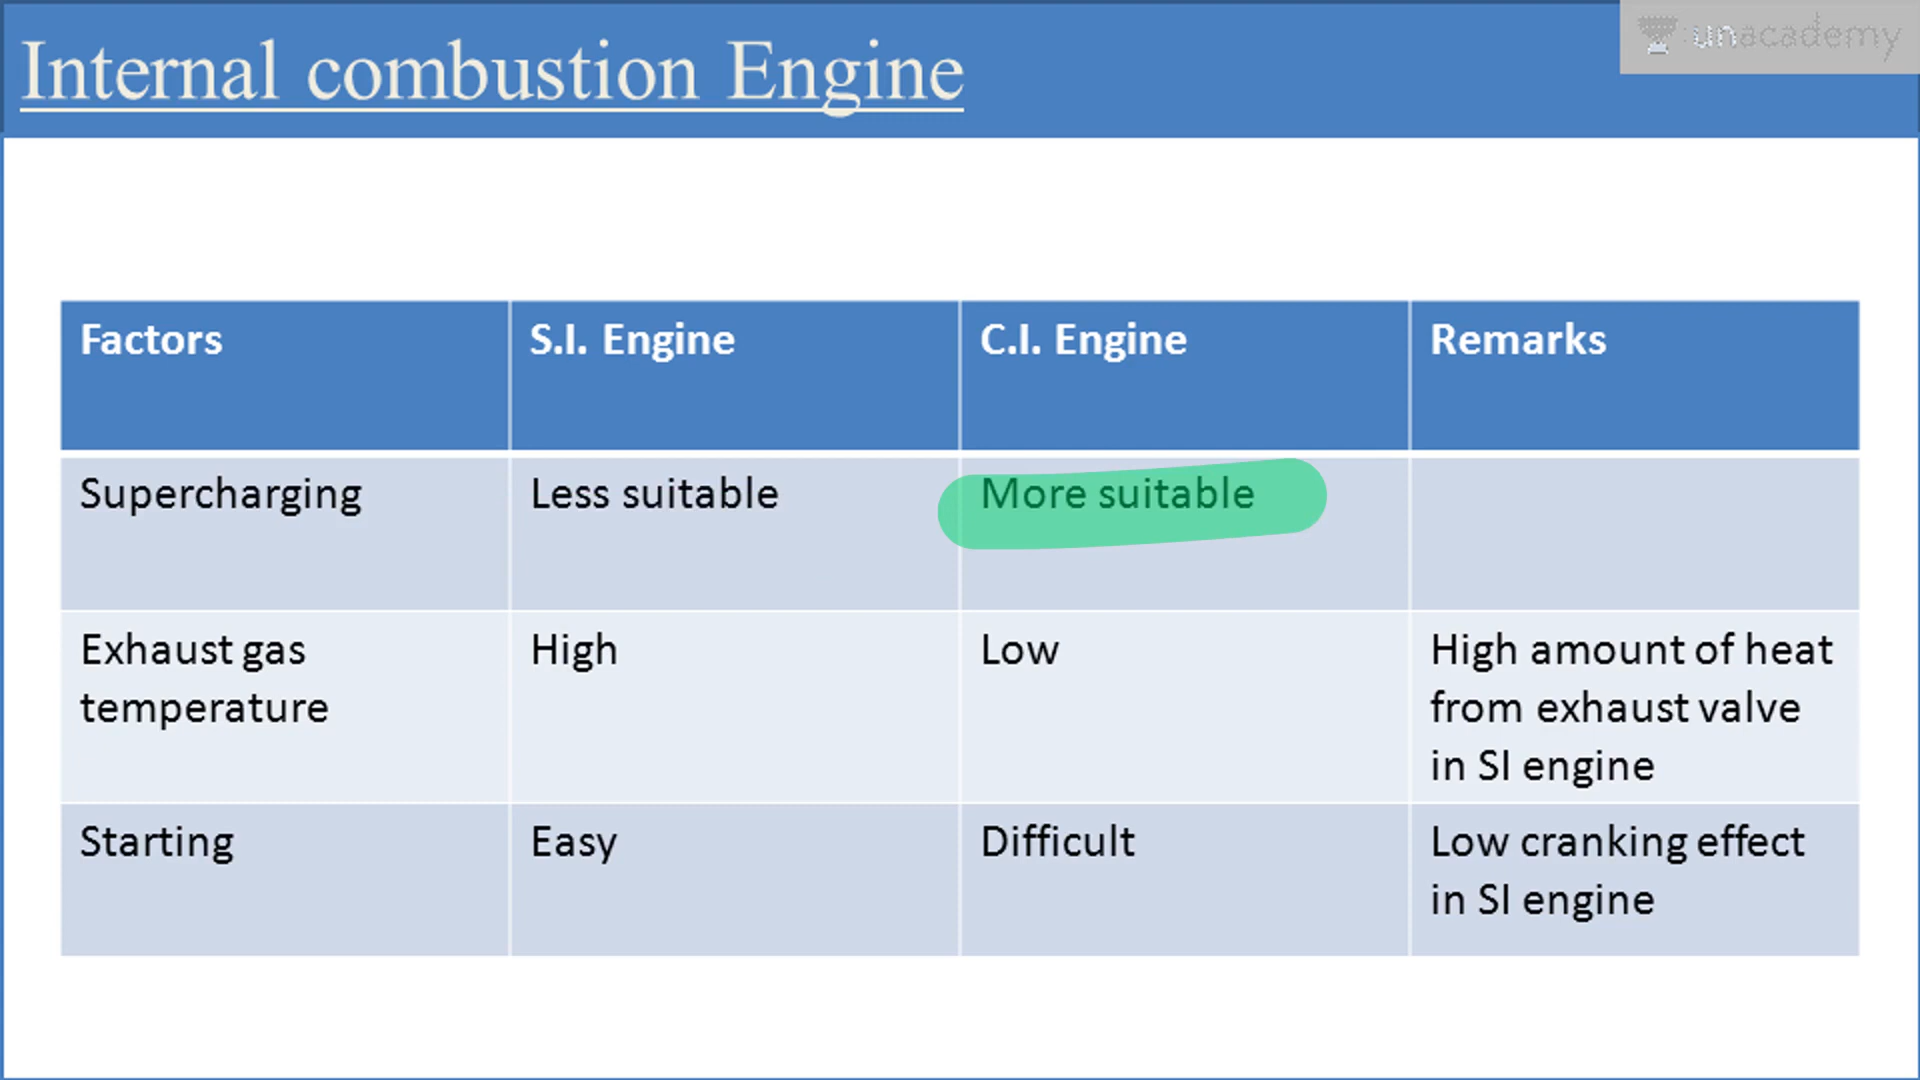 Internal combustion Engine
unacademy
Factors S.I. Engine C.I. Engine Remarks
Supercharging Less suitable More suitable
Exhaust gas temperature High Low High amount of heat from exhaust valve in SI engine
Starting Easy Difficult Low cranking effect in SI engine